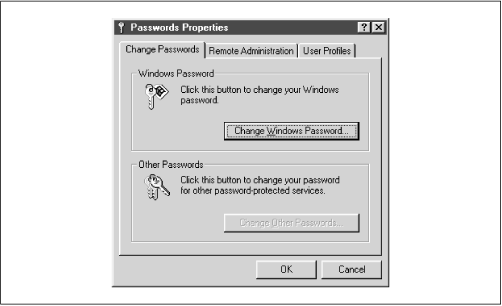 Passwords Properties
Change Passwords Remote Administration User Profiles
Windows Password
Click this button to change your Windows
password.
Change Windows Password...
Other Passwords
Click this button to change your password
for other password-protected services.
Change Other Passwords...
OK Cancel